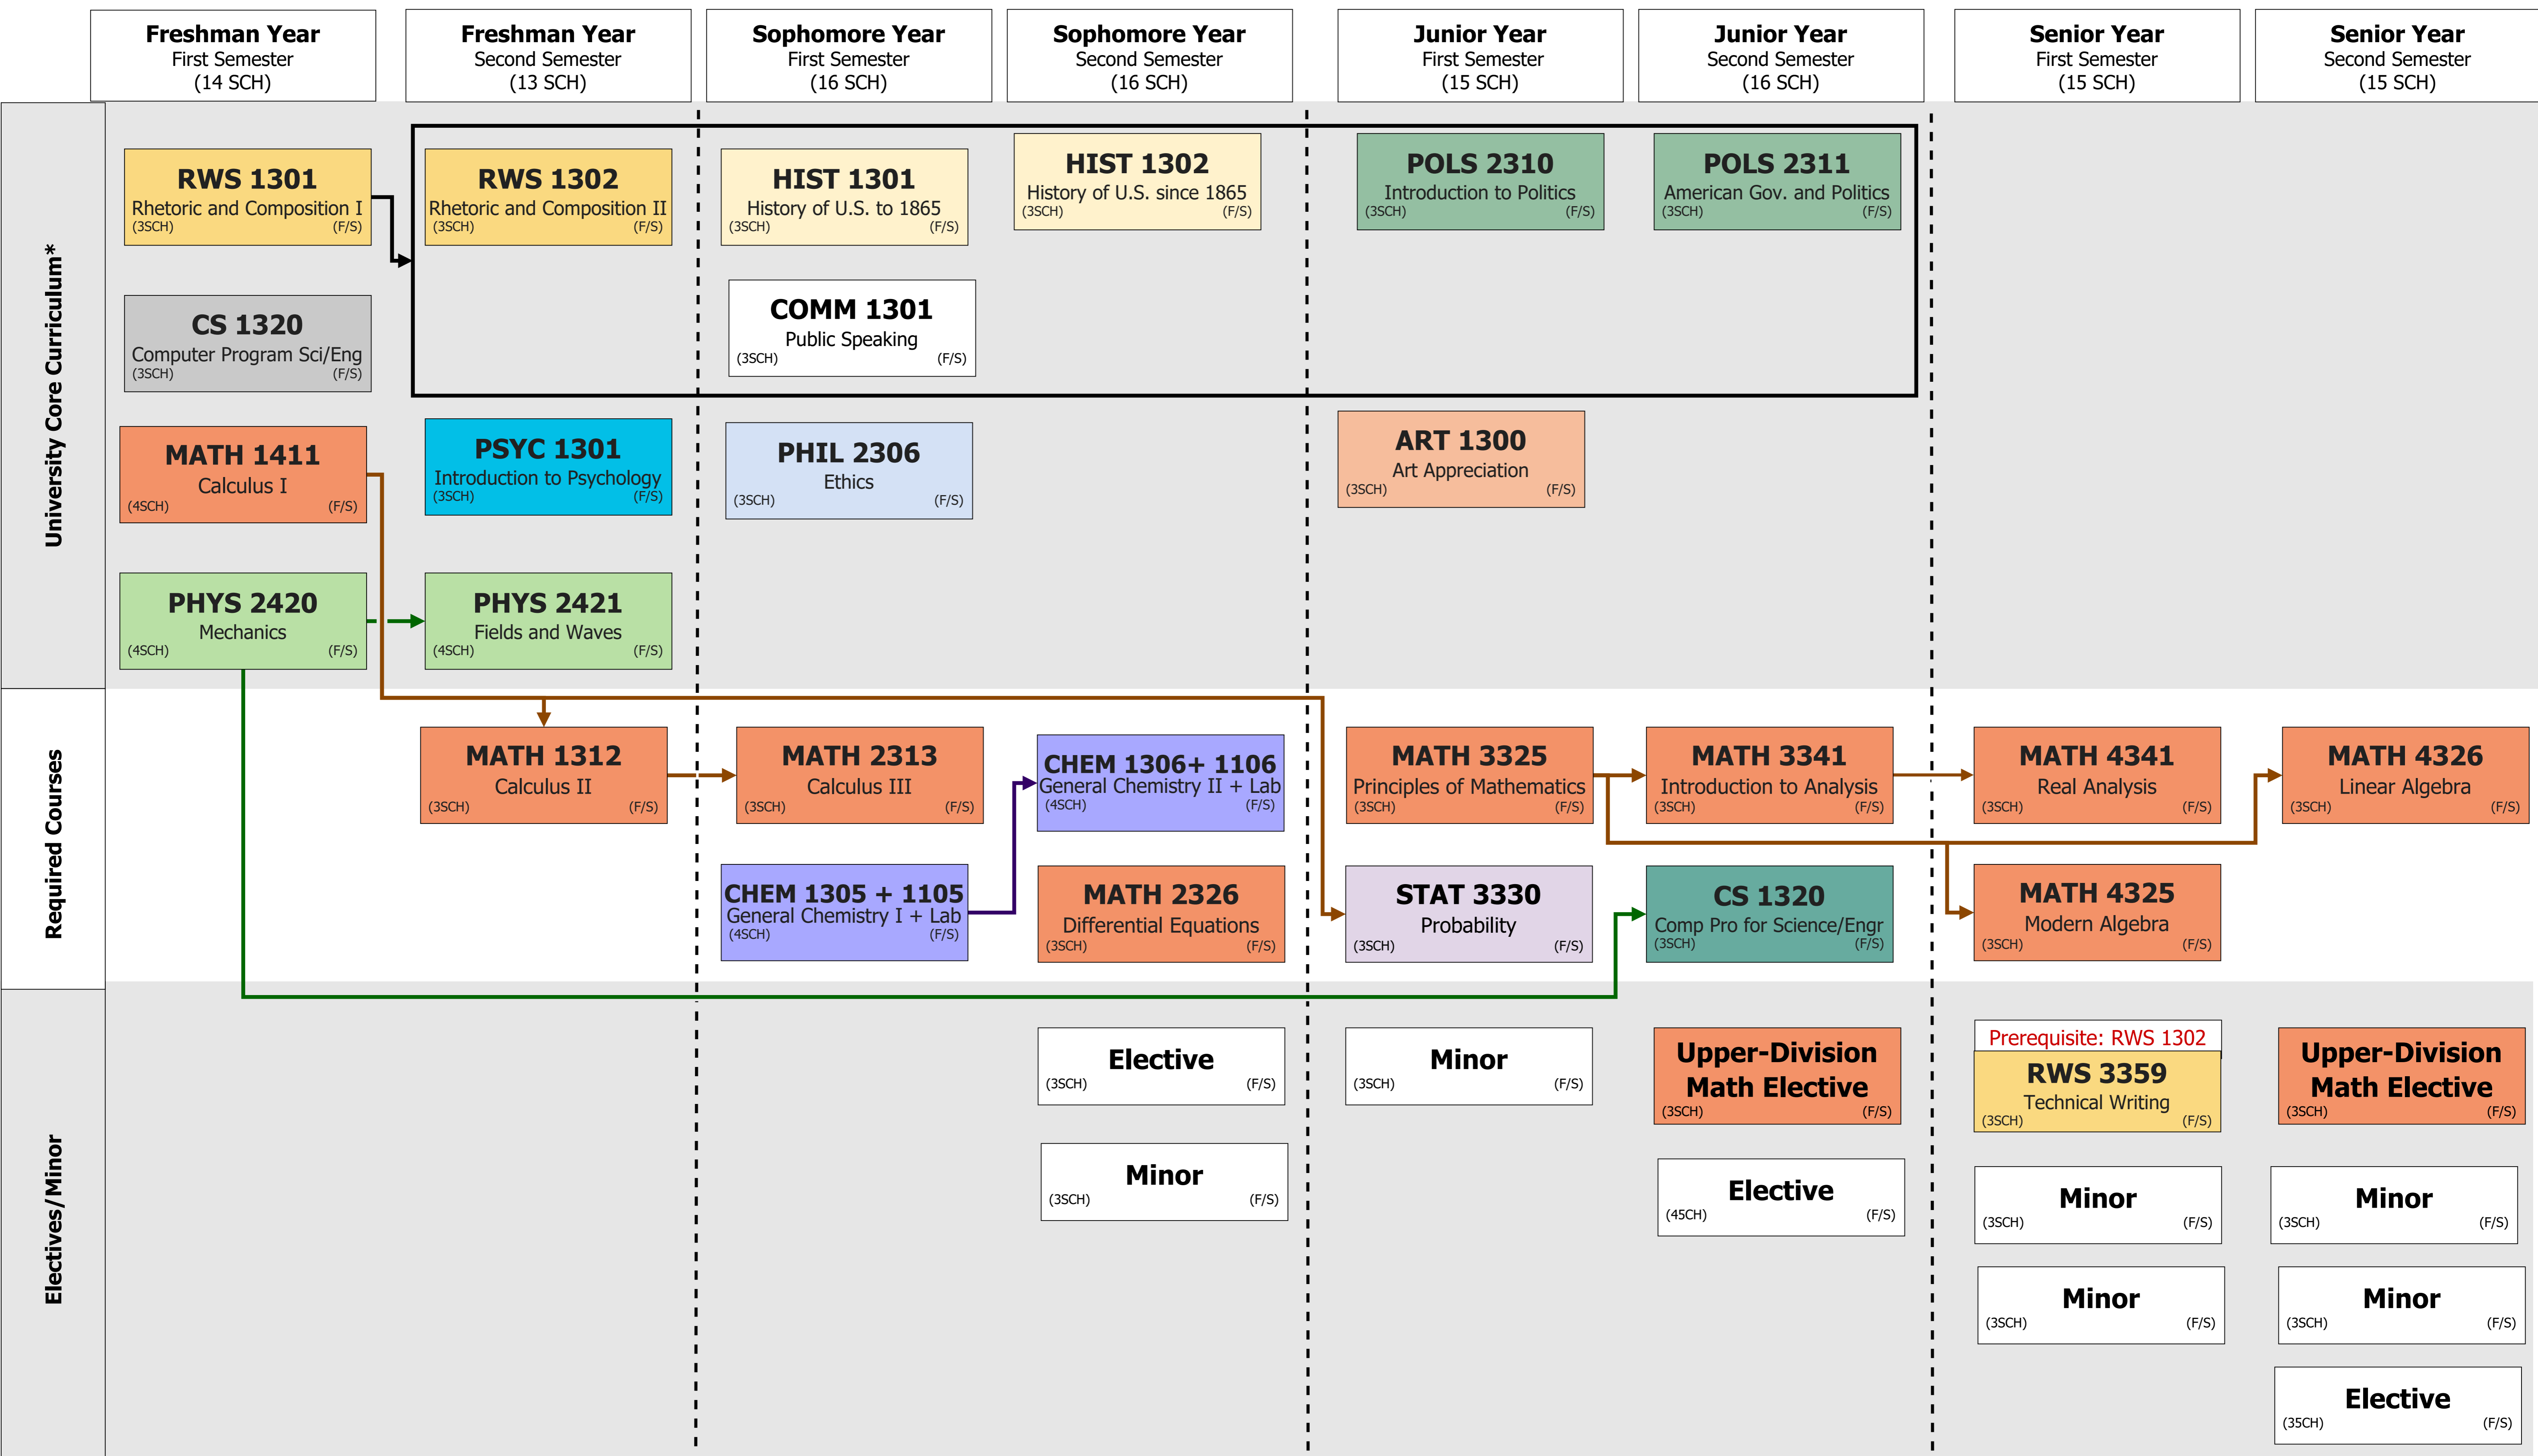 Freshman Year
First Semester
(14 SCH)
Freshman Year
Second Semester
(13 SCH)
Sophomore Year
First Semester
(16 SCH)
Sophomore Year
Second Semester
(16 SCH)
Junior Year
First Semester
(15 SCH)
Junior Year
Second Semester
(16 SCH)
Senior Year
First Semester
(15 SCH)
Senior Year
Second Semester
(15 SCH)
University Core Curriculum*
RWS 1301
Rhetoric and Composition I
(3SCH) (F/S)
RWS 1302
Rhetoric and Composition II
(3SCH) (F/S)
HIST 1301
History of U.S. to 1865
(3SCH) (F/S)
HIST 1302
History of U.S. since 1865
(3SCH) (F/S)
POLS 2310
Introduction to Politics
(3SCH) (F/S)
POLS 2311
American Gov. and Politics
(3SCH) (F/S)
CS 1320
Computer Program Sci/Eng
(3SCH) (F/S)
COMM 1301
Public Speaking
(3SCH) (F/S)
MATH 1411
Calculus I
(4SCH) (F/S)
PSYC 1301
Introduction to Psychology
(3SCH) (F/S)
PHIL 2306
Ethics
(3SCH) (F/S)
ART 1300
Art Appreciation
(3SCH) (F/S)
PHYS 2420
Mechanics
(4SCH) (F/S)
PHYS 2421
Fields and Waves
(4SCH) (F/S)
Required Courses
MATH 1312
Calculus II
(3SCH) (F/S)
MATH 2313
Calculus III
(3SCH) (F/S)
CHEM 1306+ 1106
General Chemistry II + Lab
(4SCH) (F/S)
MATH 3325
Principles of Mathematics
(3SCH) (F/S)
MATH 3341
Introduction to Analysis
(3SCH) (F/S)
MATH 4341
Real Analysis
(3SCH) (F/S)
MATH 4326
Linear Algebra
(3SCH) (F/S)
CHEM 1305 + 1105
General Chemistry I + Lab
(4SCH) (F/S)
MATH 2326
Differential Equations
(3SCH) (F/S)
STAT 3330
Probability
(3SCH) (F/S)
CS 1320
Comp Pro for Science/Engr
(3SCH) (F/S)
MATH 4325
Modern Algebra
(3SCH) (F/S)
Electives/Minor
Elective
(3SCH) (F/S)
Minor
(3SCH) (F/S)
Upper-Division
Math Elective
(3SCH) (F/S)
Prerequisite: RWS 1302
RWS 3359
Technical Writing
(3SCH) (F/S)
Upper-Division
Math Elective
(3SCH) (F/S)
Minor
(3SCH) (F/S)
Elective
(45CH) (F/S)
Minor
(3SCH) (F/S)
Minor
(3SCH) (F/S)
Minor
(3SCH) (F/S)
Minor
(3SCH) (F/S)
Elective
(35CH) (F/S)